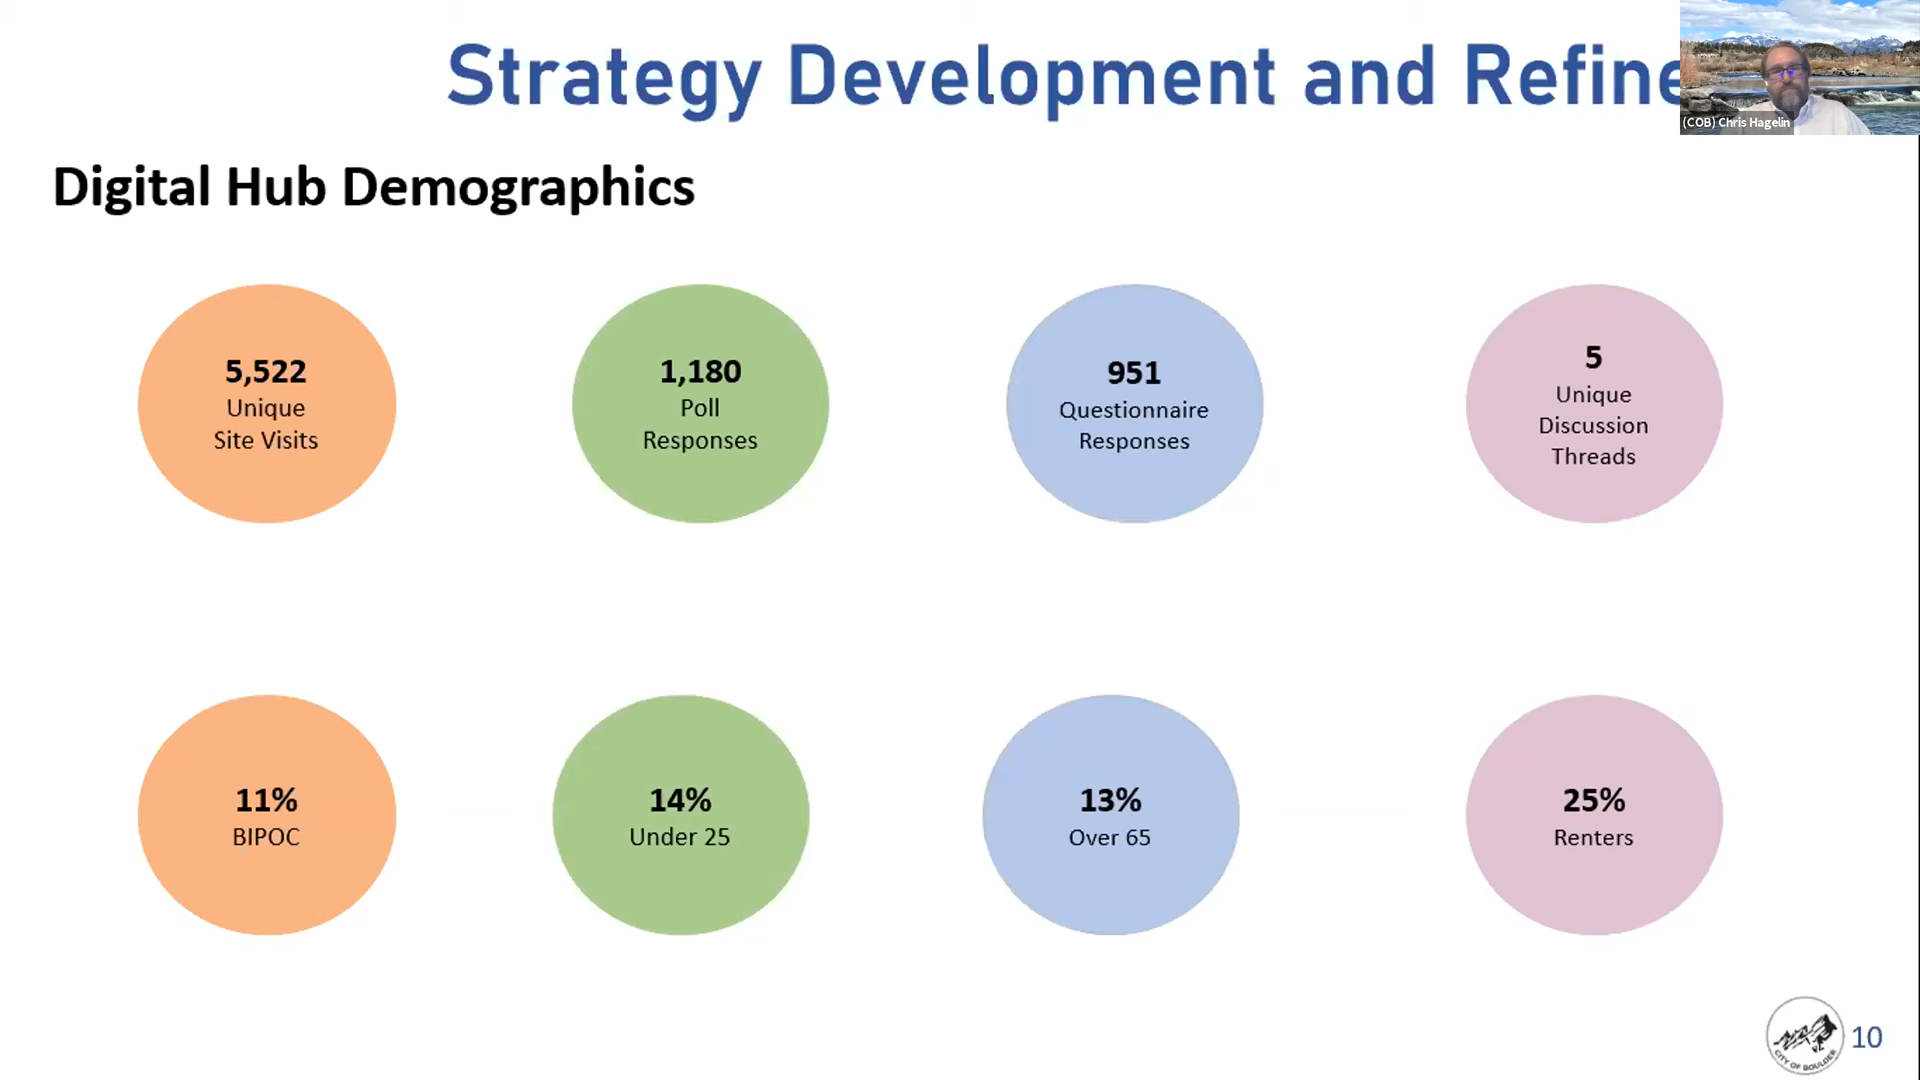 Strategy Development and Refine
(COB) Chris Hagelin
Digital Hub Demographics
5,522
Unique
Site Visits
1,180
Poll
Responses
951
Questionnaire
Responses
5
Unique
Discussion
Threads
11%
BIPOC
14%
Under 25
13%
Over 65
25%
Renters
CITY OF BOULDER
10